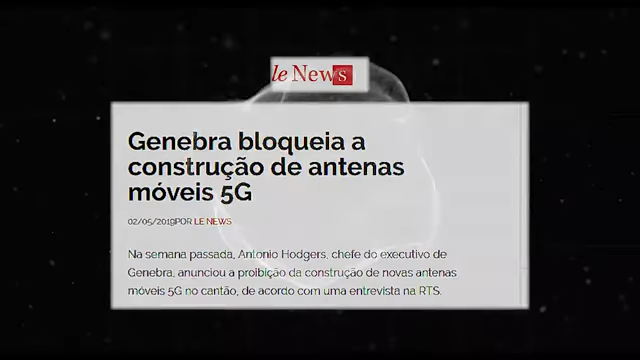 le News
Genebra bloqueia a
construção de antenas
móveis 5G
02/05/2019POR LE NEWS
Na semana passada, Antonio Hodgers, chefe do executivo de
Genebra, anunciou a proibição da construção de novas antenas
móveis 5G no cantão, de acordo com uma entrevista na RTS.